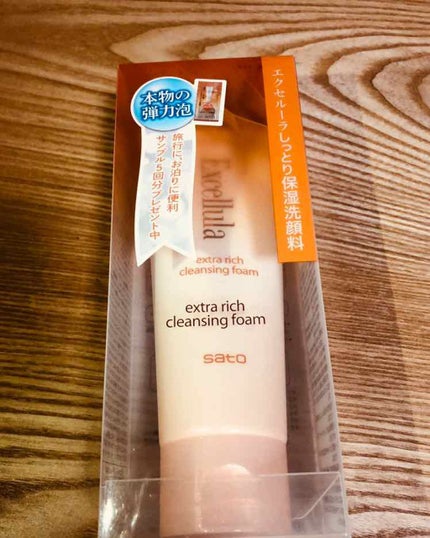 本物の
弾力泡
旅行に、お泊りに便利
サンプル5回分プレゼント中
エクセルーラしっとり保湿洗顔料
Excellula
extra rich
cleansing foam
extra rich
cleansing foam
sato